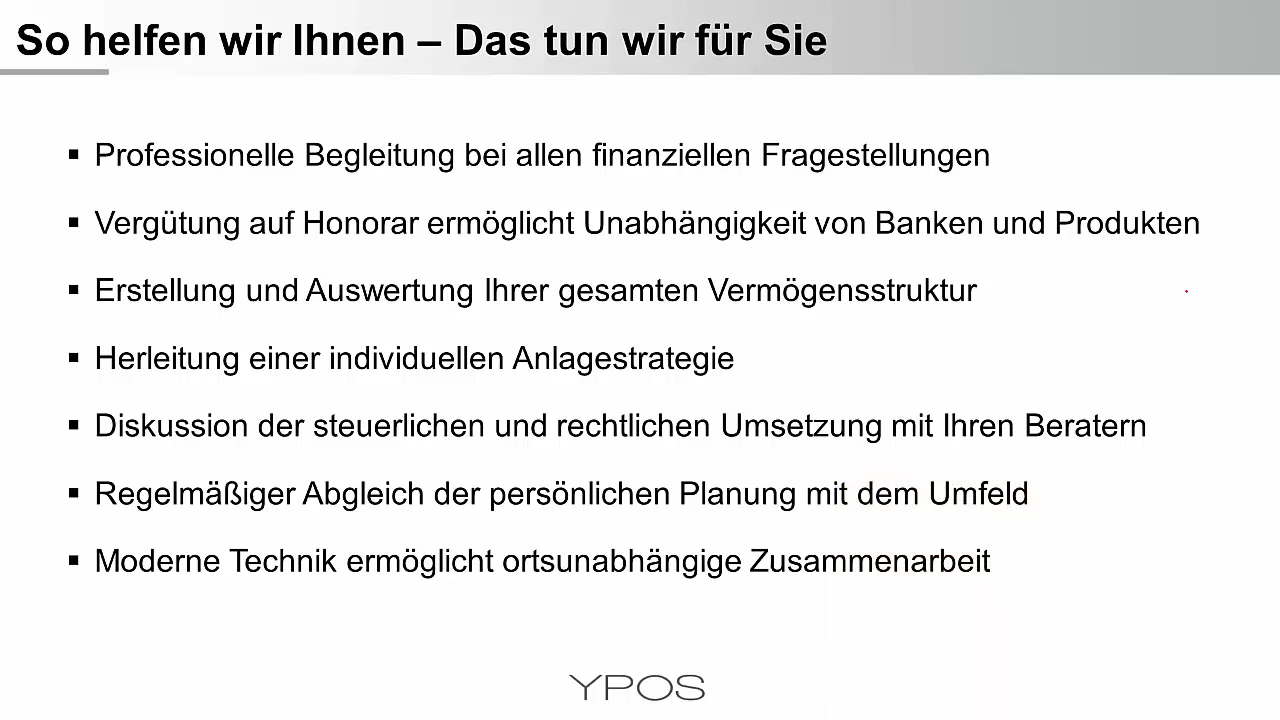 So helfen wir Ihnen – Das tun wir für Sie
▪ Professionelle Begleitung bei allen finanziellen Fragestellungen
▪ Vergütung auf Honorar ermöglicht Unabhängigkeit von Banken und Produkten
▪ Erstellung und Auswertung Ihrer gesamten Vermögensstruktur
▪ Herleitung einer individuellen Anlagestrategie
▪ Diskussion der steuerlichen und rechtlichen Umsetzung mit Ihren Beratern
▪ Regelmäßiger Abgleich der persönlichen Planung mit dem Umfeld
▪ Moderne Technik ermöglicht ortsunabhängige Zusammenarbeit
YPOS